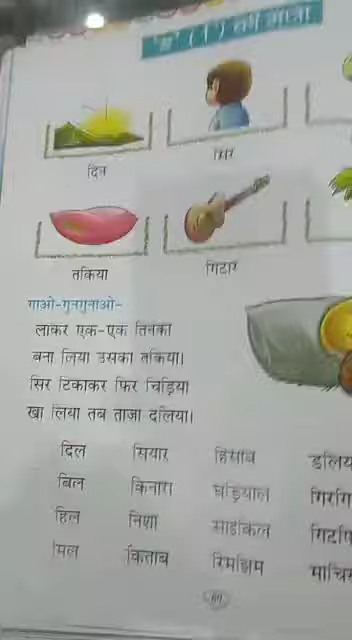 'इ' ( ि ) की मात्रा
दिन
सिर
तकिया
गिटार
गाओ-गुनगुनाओ-
लाकर एक-एक तिनका
बना लिया उसका तकिया।
सिर टिकाकर फिर चिड़िया
खा लिया तब ताजा दलिया।
दिल सियार हिसाब
बिल किनारा घड़ियाल
हिल निशा साइकिल
मिल किताब रिमझिम